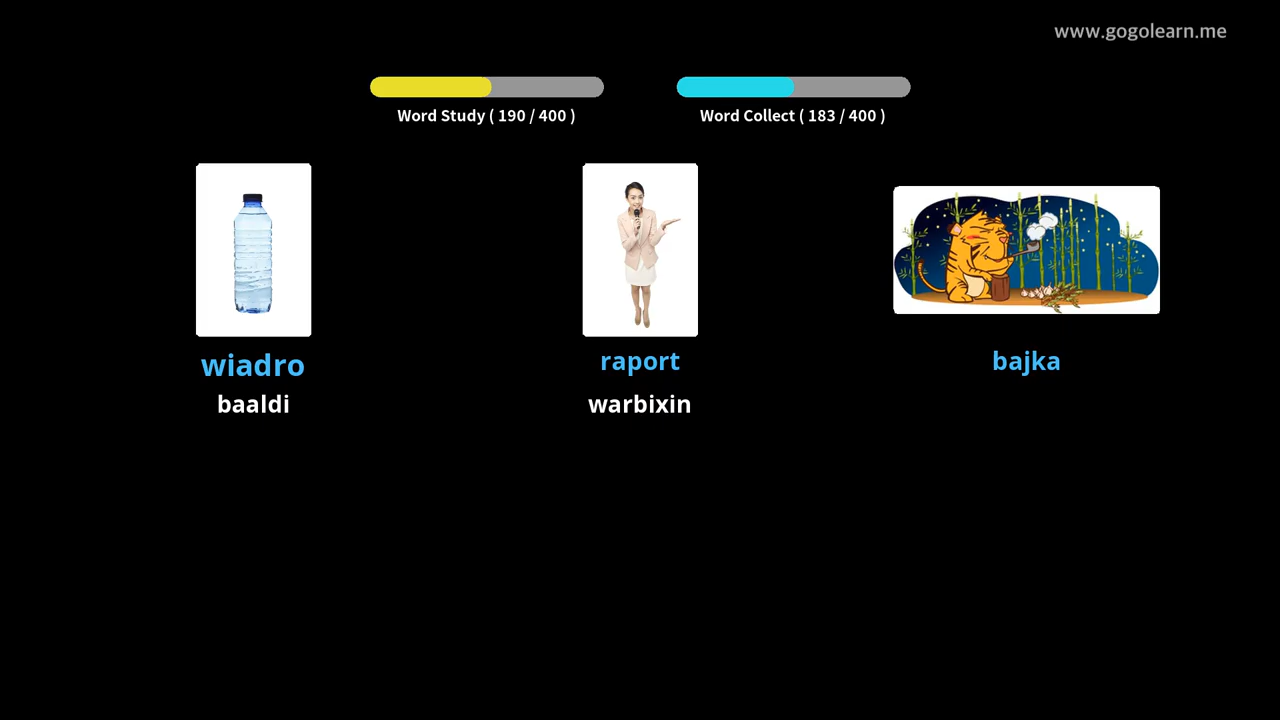 www.gogolearn.me
Word Study ( 190 / 400 )
Word Collect ( 183 / 400 )
wiadro
raport
bajka
baaldi
warbixin